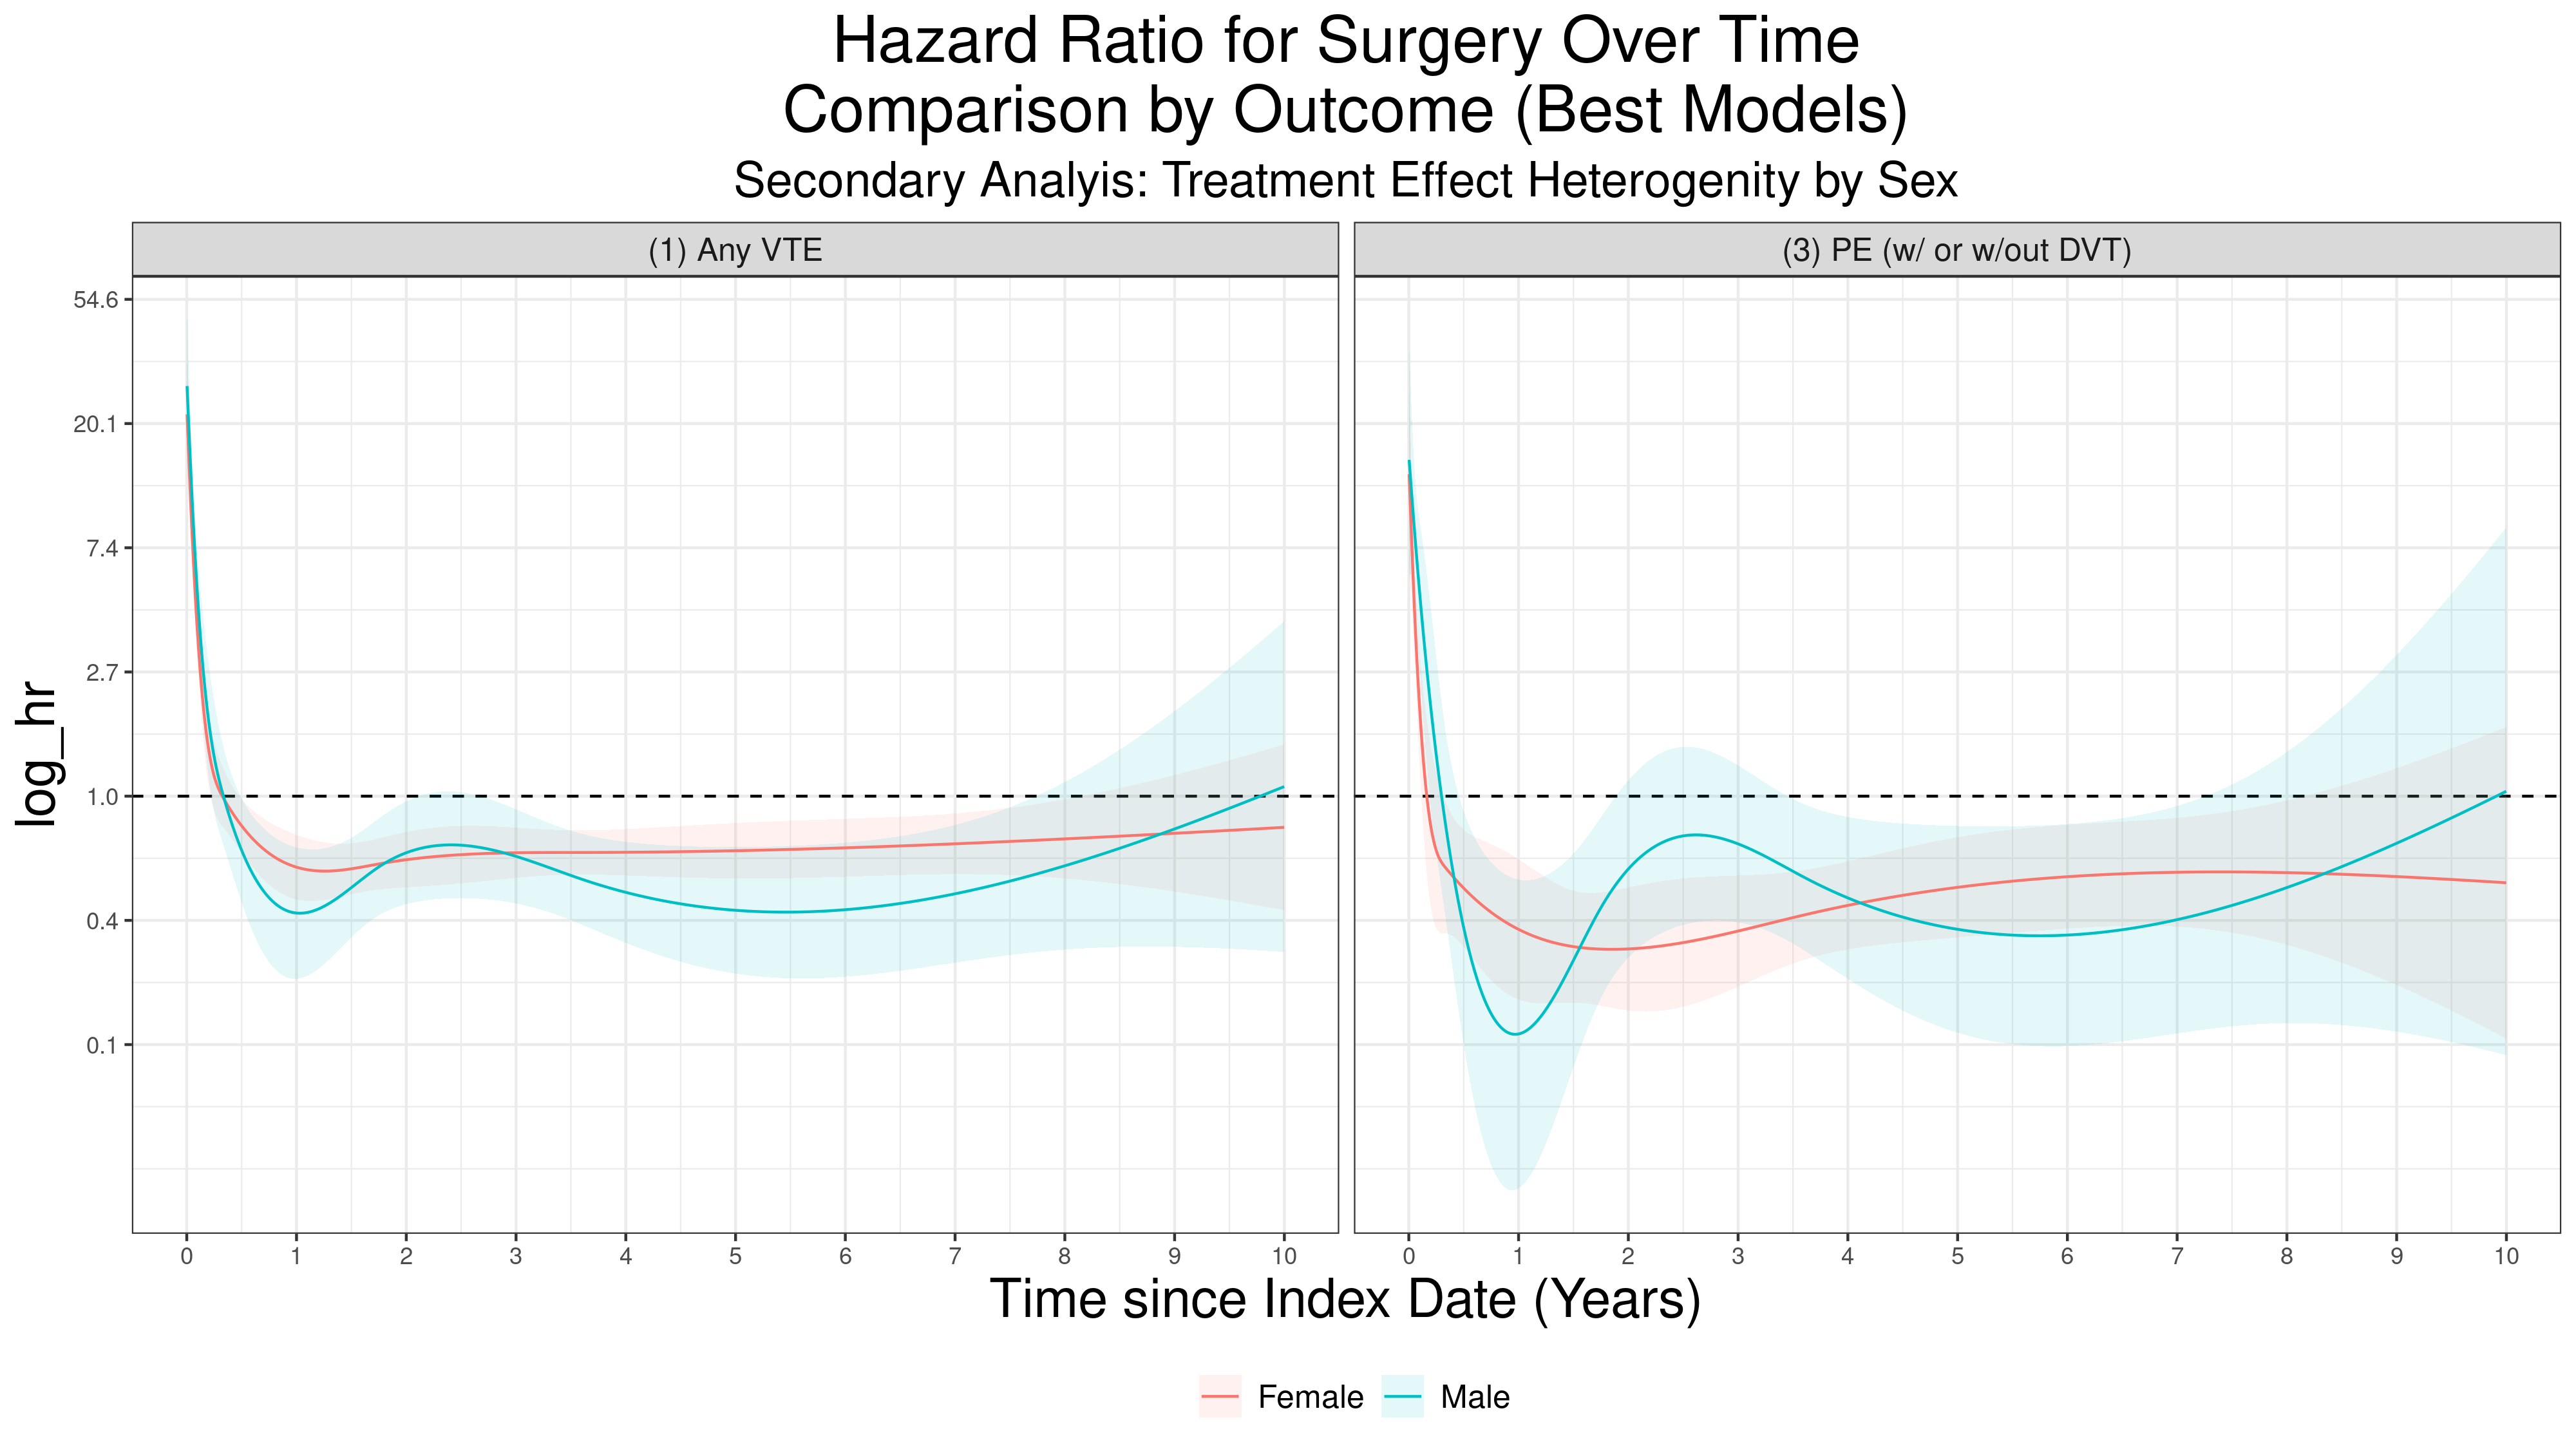 Hazard Ratio for Surgery Over Time
Comparison by Outcome (Best Models)
Secondary Analyis: Treatment Effect Heterogenity by Sex
(1) Any VTE
(3) PE (w/ or w/out DVT)
log_hr
54.6
20.1
7.4
2.7
1.0
0.4
0.1
0 1 2 3 4 5 6 7 8 9 10
0 1 2 3 4 5 6 7 8 9 10
Time since Index Date (Years)
Female Male